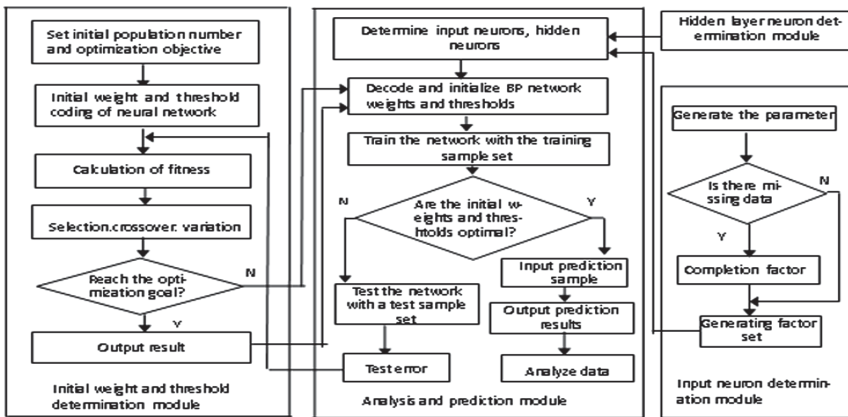 Set initial population number
and optimization objective
Initial weight and threshold
coding of neural network
Calculation of fitness
Selection.crossover. variation
Reach the opti-
mization goal?
N
Y
Output result
Initial weight and threshold
determination module
Determine input neurons, hidden
neurons
Decode and initialize BP network
weights and thresholds
Train the network with the training
sample set
Are the initial w-
eights and thres-
htolds optimal?
N
Y
Test the network
with a test sample
set
Test error
Input prediction
sample
Output prediction
results
Analyze data
Analysis and prediction module
Hidden layer neuron det-
ermination module
Generate the parameter
Is there mi-
ssing data
N
Y
Completion factor
Generating factor
set
Input neuron determin-
ation module